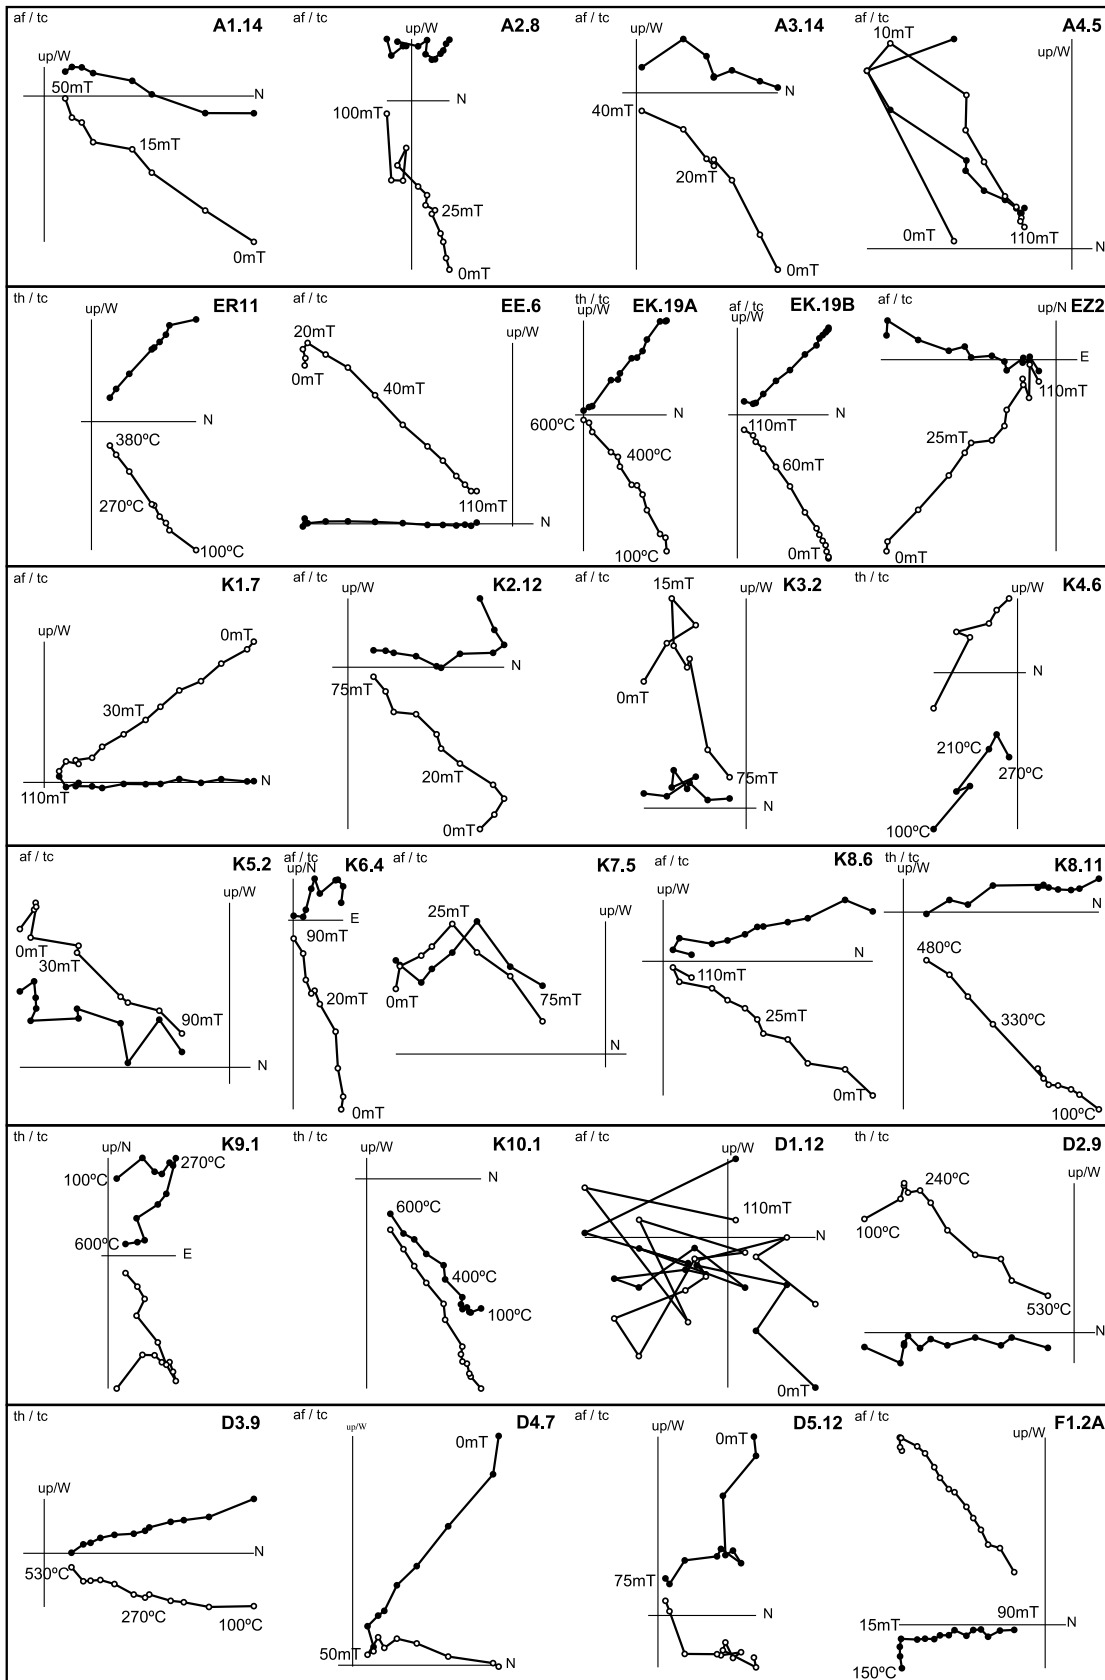 af / tc A1.14
up/W
50mT
N
15mT
0mT
af / tc A2.8
up/W
100mT
25mT
0mT
af / tc A3.14
up/W
N
40mT
20mT
0mT
af / tc A4.5
10mT
up/W
0mT
110mT
N
th / tc ER11
up/W
N
380ºC
270ºC
100ºC
af / tc EE.6
20mT
up/W
0mT
40mT
110mT
N
th / tc EK.19A
up/W
N
600ºC
400ºC
100ºC
af / tc EK.19B
up/W
N
110mT
60mT
0mT
af / tc EZ2
up/N
E
110mT
25mT
0mT
af / tc K1.7
up/W
0mT
30mT
N
110mT
af / tc K2.12
up/W
N
75mT
20mT
0mT
af / tc K3.2
15mT
up/W
0mT
75mT
N
th / tc K4.6
up/W
N
210ºC
270ºC
100ºC
af / tc K5.2
up/W
0mT
30mT
90mT
N
af / tc K6.4
up/N
E
90mT
20mT
0mT
af / tc K7.5
25mT
up/W
0mT
75mT
N
af / tc K8.6
up/W
N
110mT
25mT
0mT
th / tc K8.11
up/W
N
480ºC
330ºC
100ºC
th / tc K9.1
up/N
270ºC
100ºC
600ºC
E
th / tc K10.1
up/W
N
600ºC
400ºC
100ºC
af / tc D1.12
up/W
110mT
N
0mT
th / tc D2.9
240ºC
up/W
100ºC
530ºC
N
th / tc D3.9
up/W
N
530ºC
270ºC
100ºC
af / tc D4.7
up/W
0mT
50mT
N
af / tc D5.12
up/W
0mT
75mT
N
af / tc F1.2A
up/W
15mT
90mT
N
150ºC